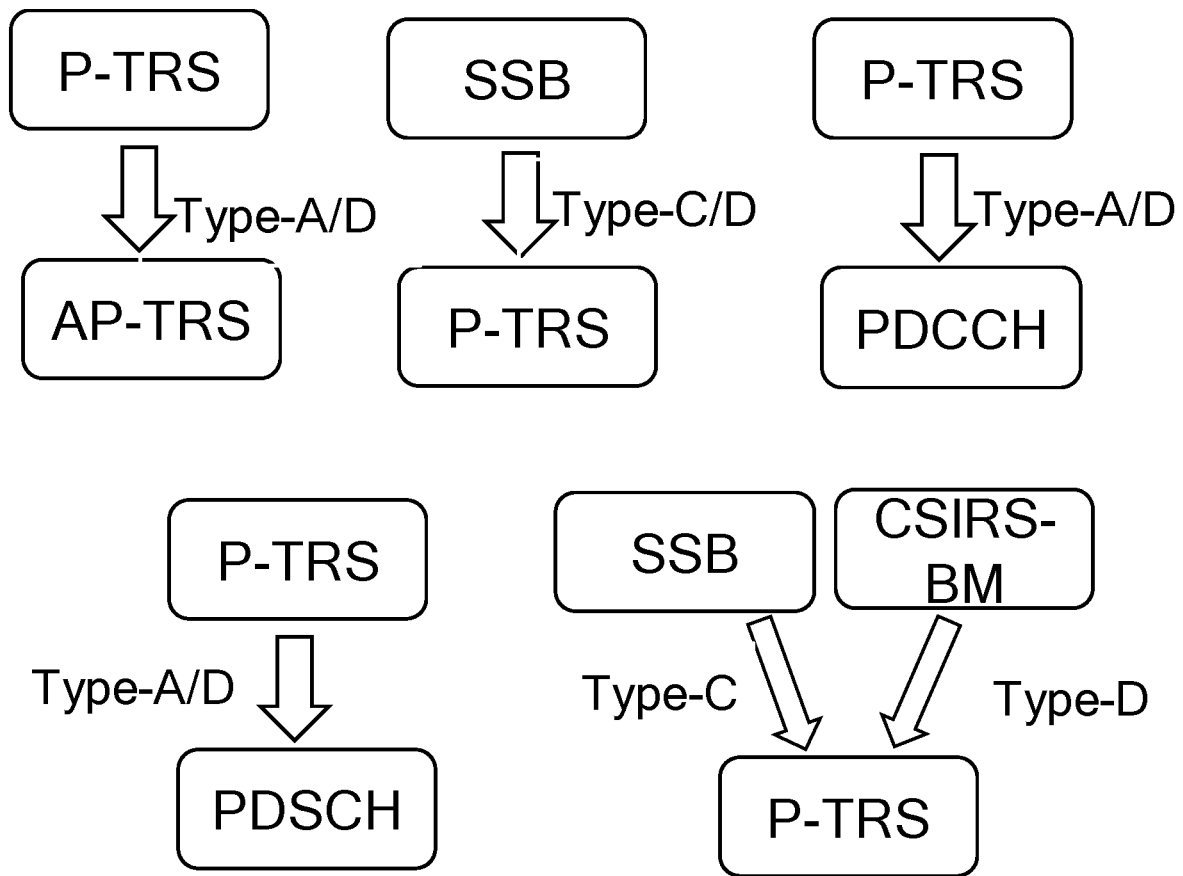 P-TRS
SSB
P-TRS
Type-A/D
Type-C/D
Type-A/D
AP-TRS
P-TRS
PDCCH
P-TRS
SSB
CSIRS-
BM
Type-A/D
Type-C
Type-D
PDSCH
P-TRS